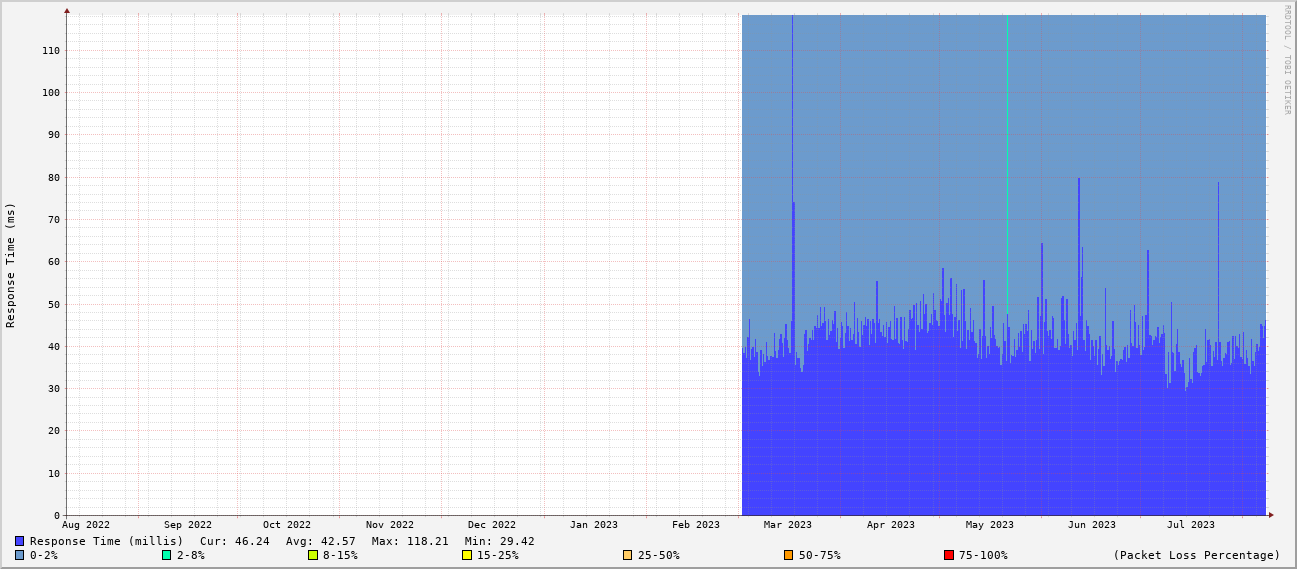 RRDTOOL / TOBI OETIKER
Response Time (ms)
110
100
90
80
70
60
50
40
30
20
10
0
Aug 2022 Sep 2022 Oct 2022 Nov 2022 Dec 2022 Jan 2023 Feb 2023 Mar 2023 Apr 2023 May 2023 Jun 2023 Jul 2023
Response Time (millis) Cur: 46.24 Avg: 42.57 Max: 118.21 Min: 29.42
0-2% 2-8% 8-15% 15-25% 25-50% 50-75% 75-100% (Packet Loss Percentage)